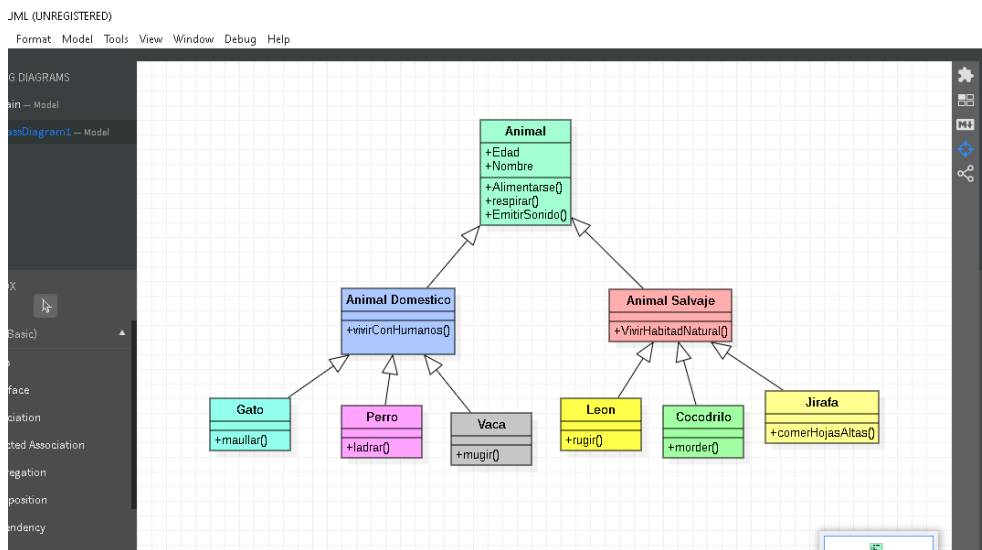 UML (UNREGISTERED)
Format Model Tools View Window Debug Help
G DIAGRAMS
ain — Model
assDiagram1 — Model
OX
(Basic)
face
ciation
cted Association
regation
position
endency
Animal
+Edad
+Nombre
+Alimentarse()
+respirar()
+EmitirSonido()
Animal Domestico
+vivirConHumanos()
Animal Salvaje
+VivirHabitadNatural()
Gato
+maullar()
Perro
+ladrar()
Vaca
+mugir()
Leon
+rugir()
Cocodrilo
+morder()
Jirafa
+comerHojasAltas()